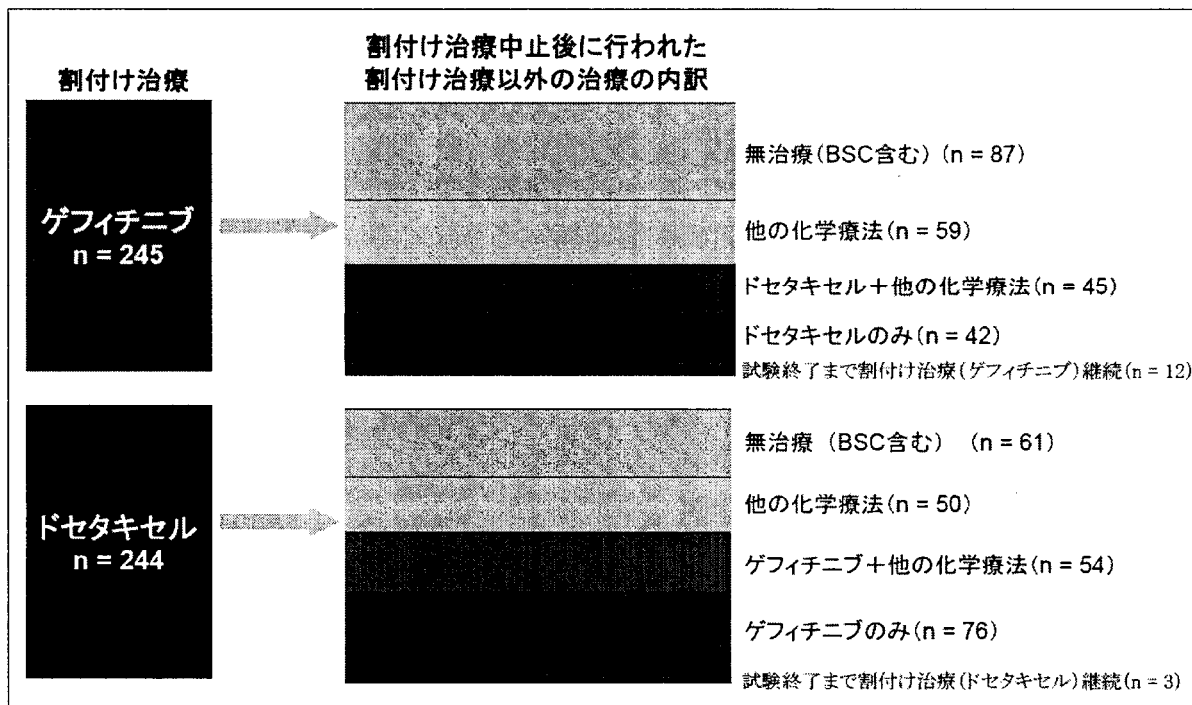 割付け治療
割付け治療中止後に行われた
割付け治療以外の治療の内訳
ゲフィチニブ
n = 245
無治療(BSC含む) (n = 87)
他の化学療法(n = 59)
ドセタキセル＋他の化学療法(n = 45)
ドセタキセルのみ(n = 42)
試験終了まで割付け治療(ゲフィチニブ)継続(n = 12)
ドセタキセル
n = 244
無治療 (BSC含む) (n = 61)
他の化学療法(n = 50)
ゲフィチニブ＋他の化学療法(n = 54)
ゲフィチニブのみ(n = 76)
試験終了まで割付け治療(ドセタキセル)継続(n = 3)